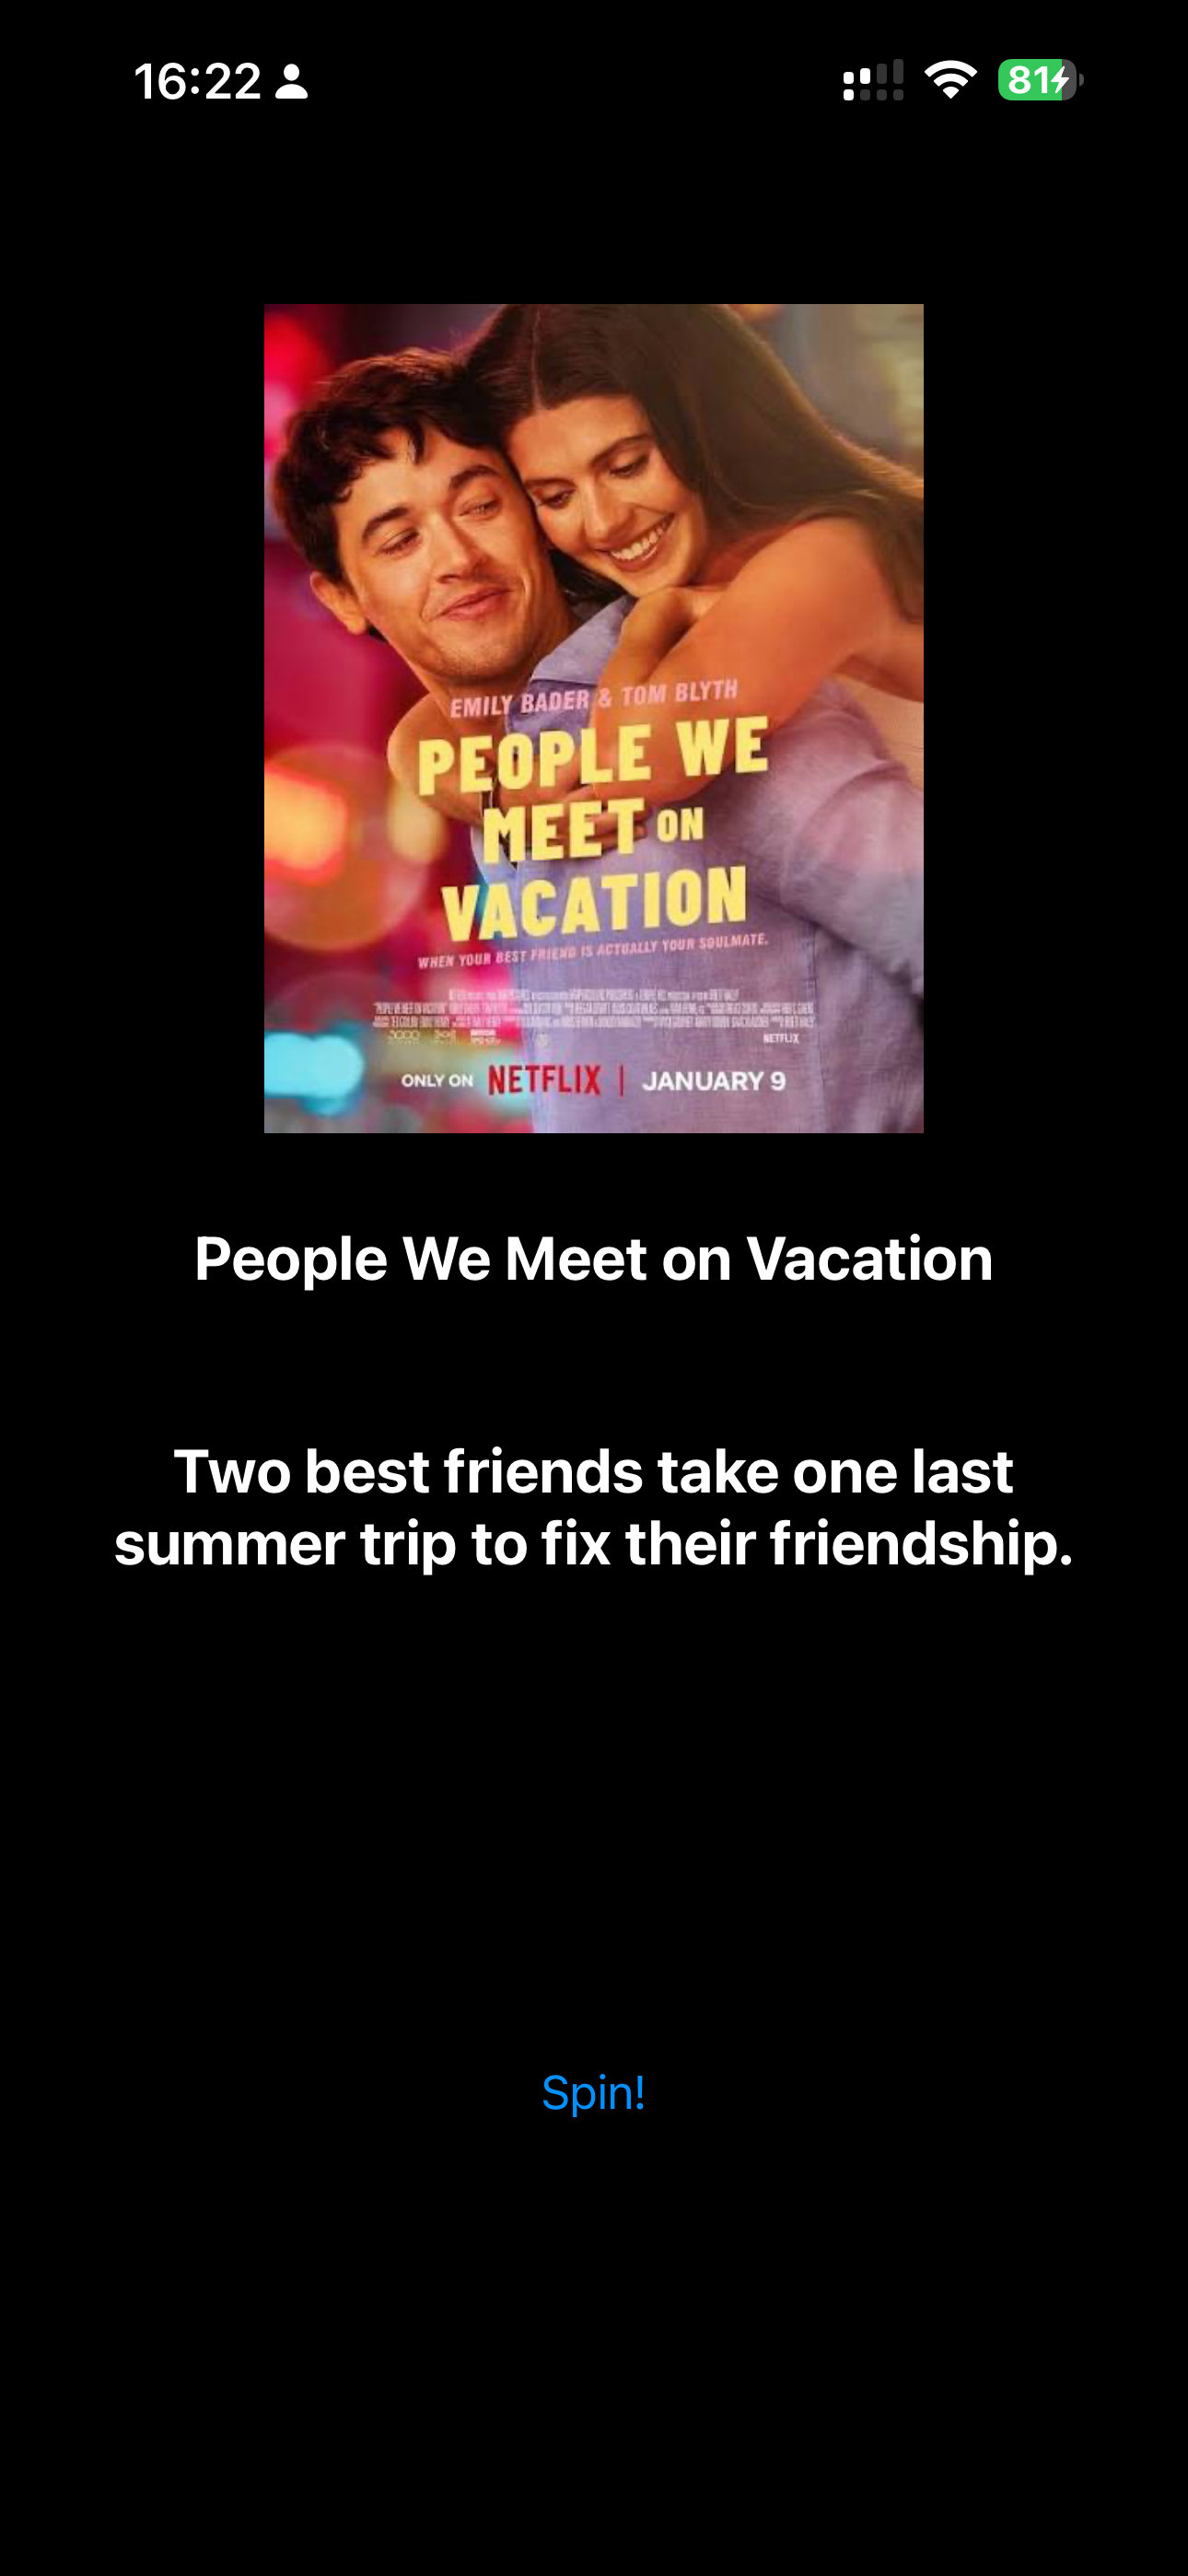 16:22
81
EMILY BADER & TOM BLYTH
PEOPLE WE
MEET ON
VACATION
WHEN YOUR BEST FRIEND IS ACTUALLY YOUR SOULMATE.
NETFLIX
ONLY ON NETFLIX | JANUARY 9
People We Meet on Vacation
Two best friends take one last
summer trip to fix their friendship.
Spin!